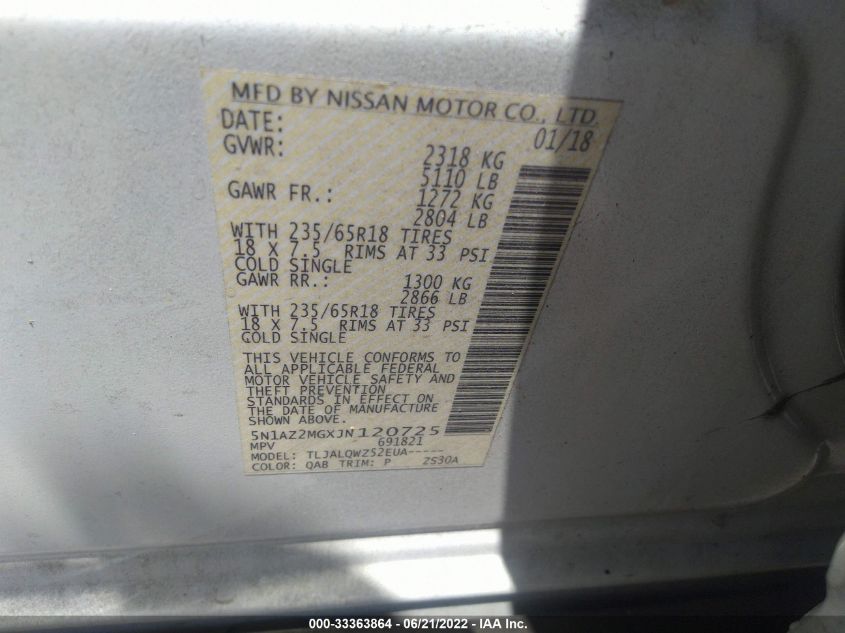 MFD BY NISSAN MOTOR CO., LTD.
DATE: 01/18
GVWR: 2318 KG
5110 LB
GAWR FR.: 1272 KG
2804 LB
WITH 235/65R18 TIRES
18 X 7.5 RIMS AT 33 PSI
COLD SINGLE
GAWR RR.: 1300 KG
2866 LB
WITH 235/65R18 TIRES
18 X 7.5 RIMS AT 33 PSI
COLD SINGLE
THIS VEHICLE CONFORMS TO
ALL APPLICABLE FEDERAL
MOTOR VEHICLE SAFETY AND
THEFT PREVENTION
STANDARDS IN EFFECT ON
THE DATE OF MANUFACTURE
SHOWN ABOVE.
5N1AZ2MGXJN120725
MPV 691821
MODEL: TLJALQWZ52EUA-----
COLOR: QAB TRIM: P 2S30A
000-33363864 - 06/21/2022 - IAA Inc.